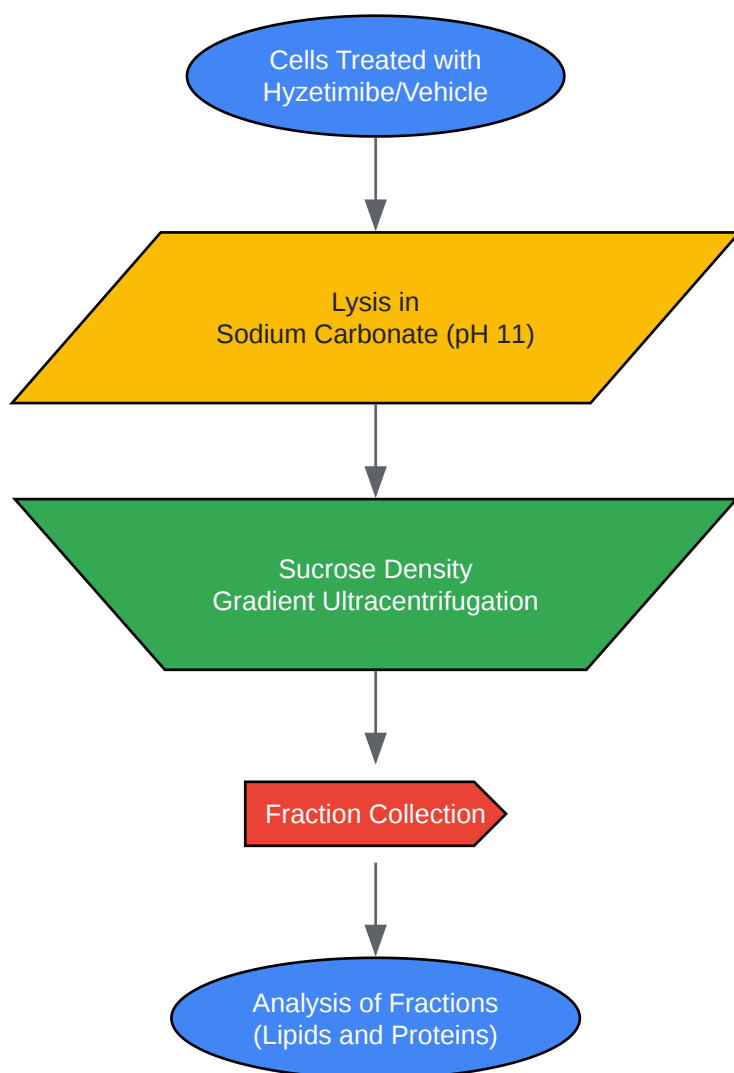 Cells Treated with
Hyzetimibe/Vehicle
Lysis in
Sodium Carbonate (pH 11)
Sucrose Density
Gradient Ultracentrifugation
Fraction Collection
Analysis of Fractions
(Lipids and Proteins)